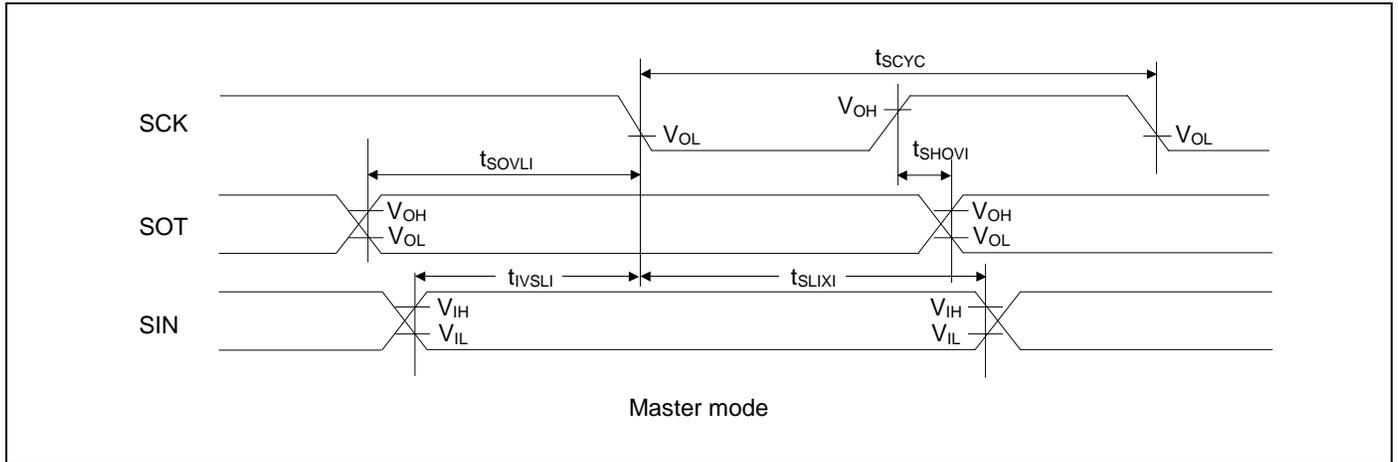 tSCYC
SCK
VOH
VOL
VOL
tSOVLI
tSHOVI
SOT
VOH
VOL
VOH
VOL
tIVSLI
tSLIXI
SIN
VIH
VIL
VIH
VIL
Master mode